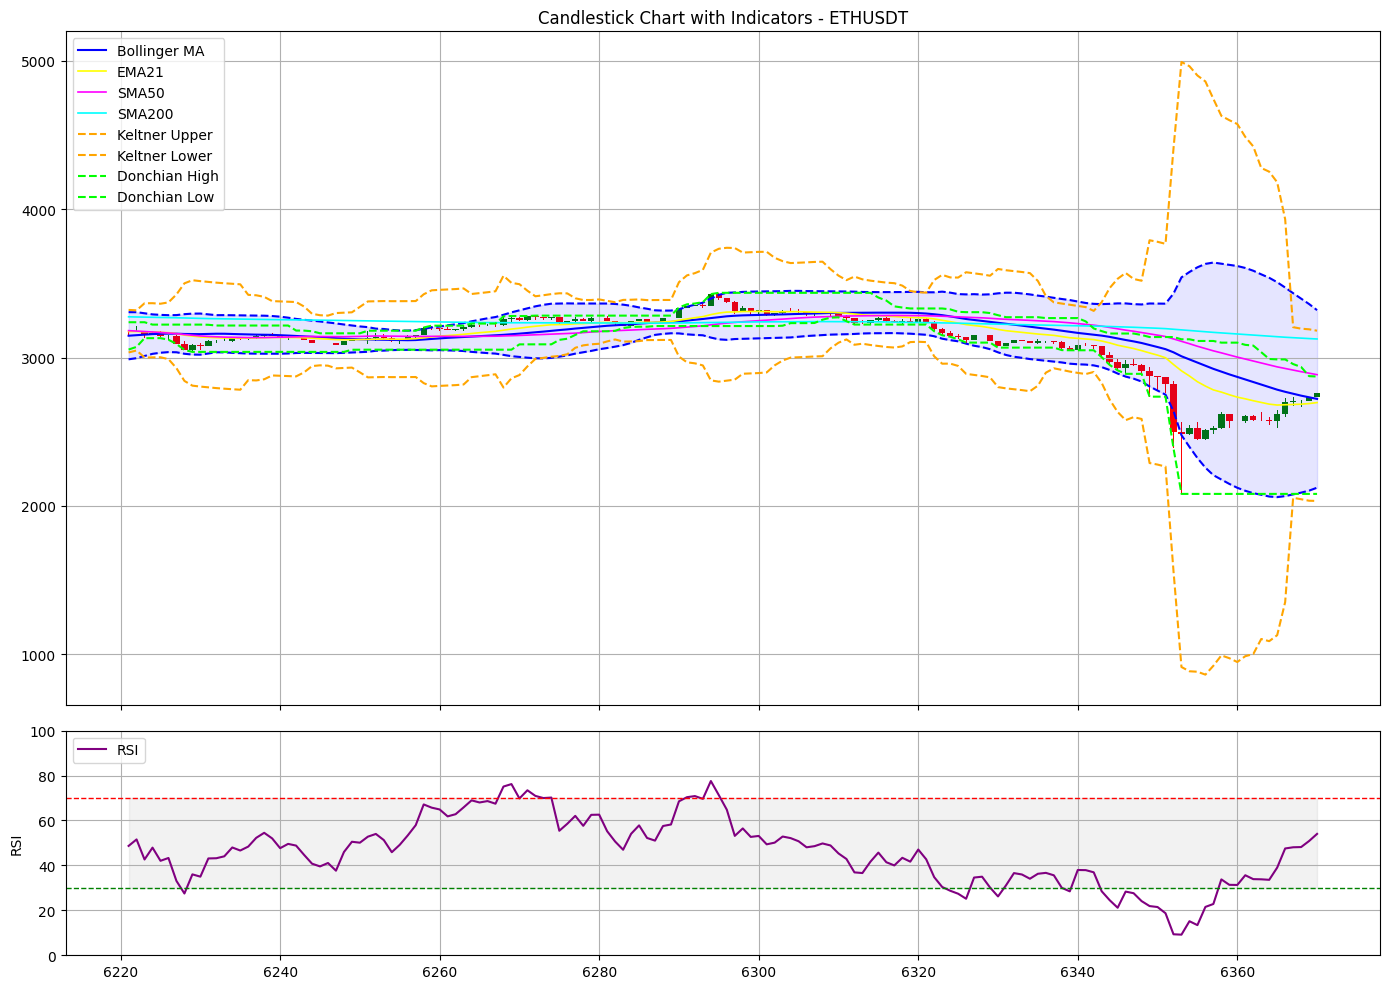 Candlestick Chart with Indicators - ETHUSDT
Bollinger MA
EMA21
SMA50
SMA200
Keltner Upper
Keltner Lower
Donchian High
Donchian Low
5000
4000
3000
2000
1000
RSI
100
80
60
40
20
0
RSI
6220
6240
6260
6280
6300
6320
6340
6360